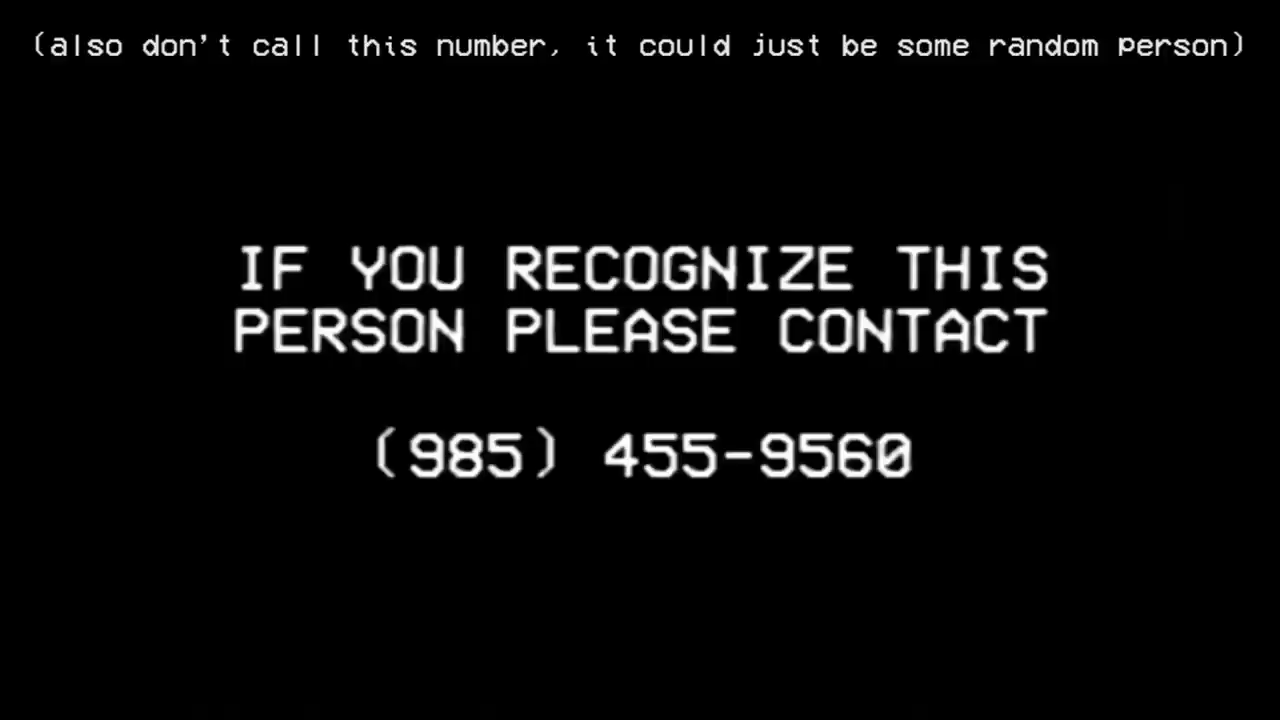 (also don't call this number, it could just be some random person)
IF YOU RECOGNIZE THIS
PERSON PLEASE CONTACT
(985) 455-9560